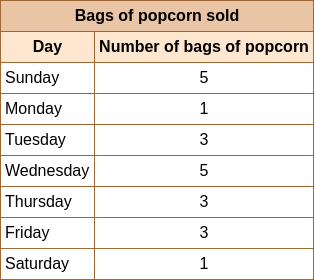 Bags of popcorn sold
Day Number of bags of popcorn
Sunday 5
Monday 1
Tuesday 3
Wednesday 5
Thursday 3
Friday 3
Saturday 1